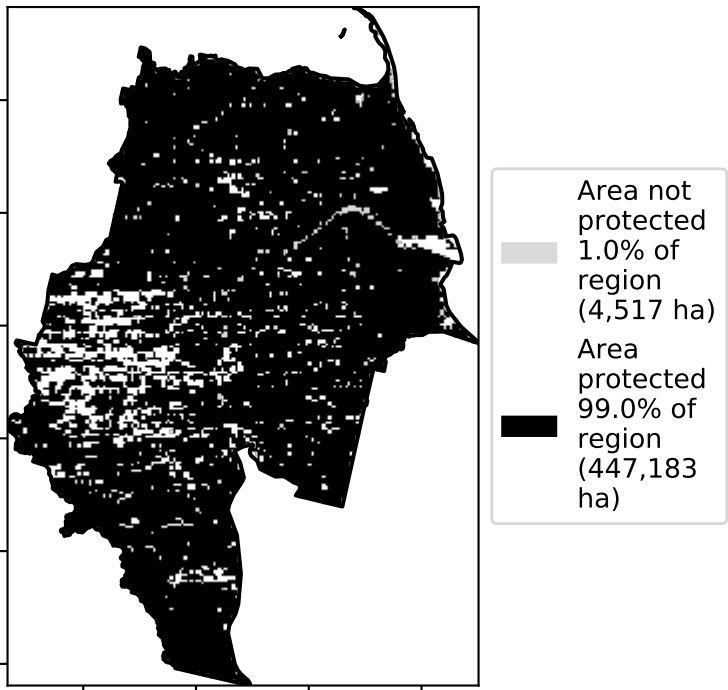 Area not
protected
1.0% of
region
(4,517 ha)
Area
protected
99.0% of
region
(447,183
ha)